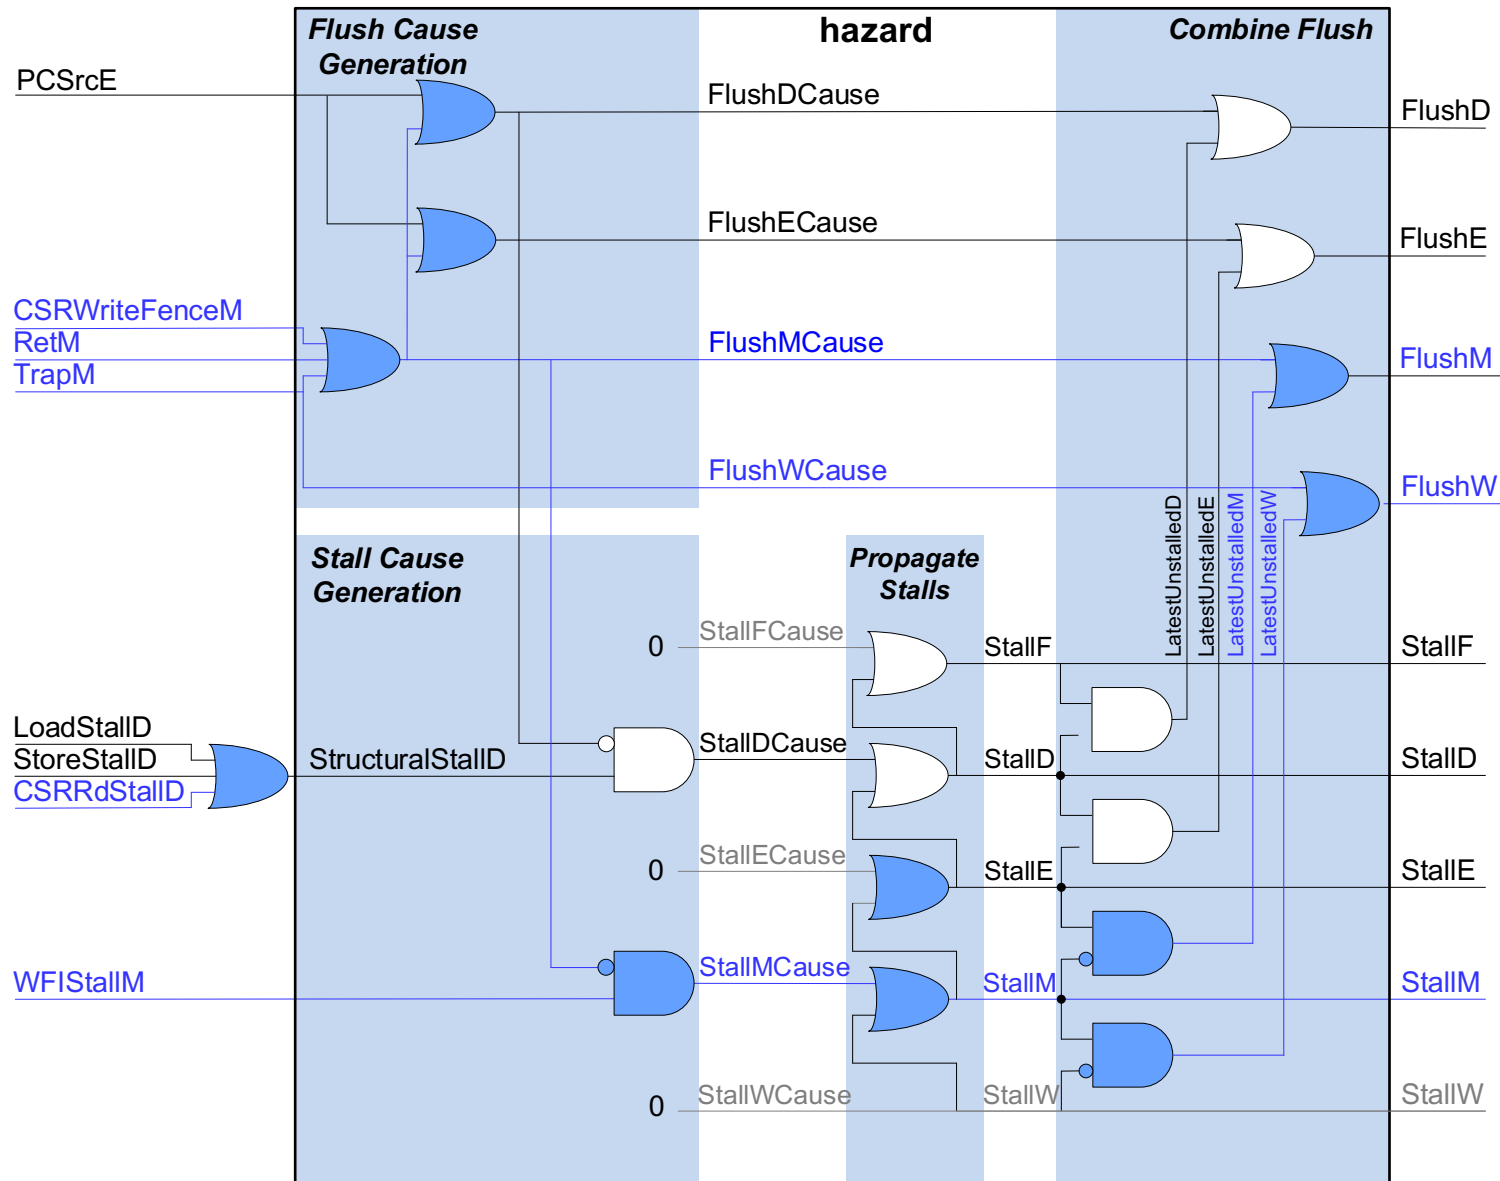 Flush Cause
Generation
hazard
Combine Flush
PCSrcE
FlushDCause
FlushD
FlushECause
FlushE
CSRWriteFenceM
RetM
FlushMCause
FlushM
TrapM
FlushWCause
FlushW
LatestUnstalledD
LatestUnstalledE
LatestUnstalledM
LatestUnstalledW
Stall Cause
Generation
Propagate
Stalls
0
StallFCause
StallF
StallF
LoadStallD
StoreStallD
CSRRdStallD
StructuralStallD
StallDCause
StallD
StallD
0
StallECause
StallE
StallE
WFIStallM
StallMCause
StallM
StallM
0
StallWCause
StallW
StallW